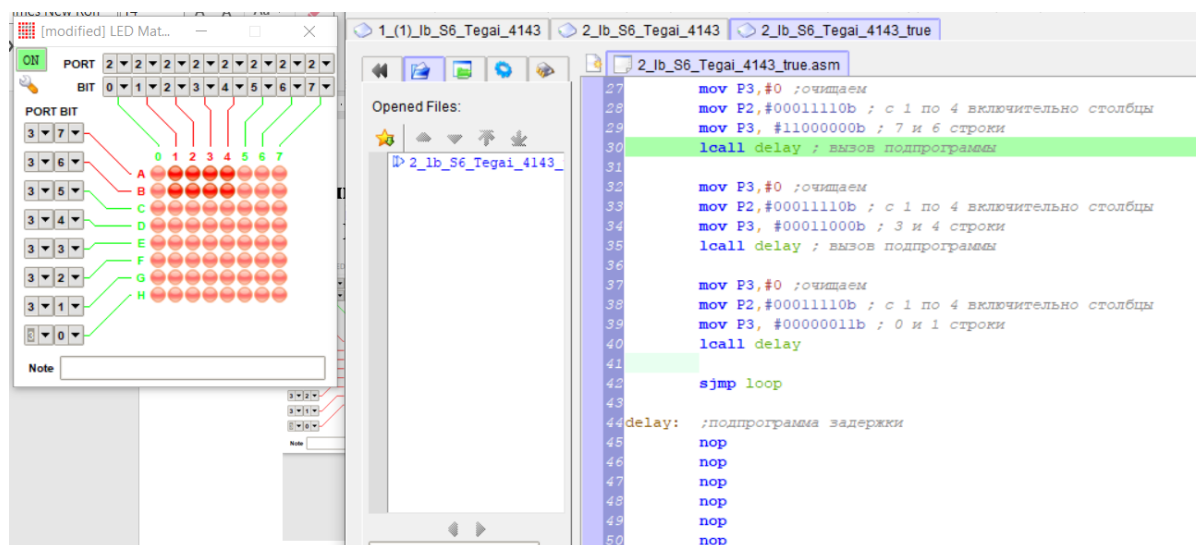 [modified] LED Mat...
ON
PORT 2 2 2 2 2 2 2 2
BIT 0 1 2 3 4 5 6 7
PORT BIT
3 7
3 6
3 5
3 4
3 3
3 2
3 1
3 0
0 1 2 3 4 5 6 7
A
B
C
D
E
F
G
H
Note
3 2
3 1
3 0
Note
1_(1)_lb_S6_Tegai_4143
2_lb_S6_Tegai_4143
2_lb_S6_Tegai_4143_true
2_lb_S6_Tegai_4143_true.asm
Opened Files:
2_lb_S6_Tegai_4143_
27 mov P3,#0 ;очищаем
28 mov P2,#00011110b ; с 1 по 4 включительно столбцы
29 mov P3, #11000000b ; 7 и 6 строки
30 lcall delay ; вызов подпрограммы
31
32 mov P3,#0 ;очищаем
33 mov P2,#00011110b ; с 1 по 4 включительно столбцы
34 mov P3, #00011000b ; 3 и 4 строки
35 lcall delay ; вызов подпрограммы
36
37 mov P3,#0 ;очищаем
38 mov P2,#00011110b ; с 1 по 4 включительно столбцы
39 mov P3, #00000011b ; 0 и 1 строки
40 lcall delay
41
42 sjmp loop
43
44 delay: ;подпрограмма задержки
45 nop
46 nop
47 nop
48 nop
49 nop
50 nop